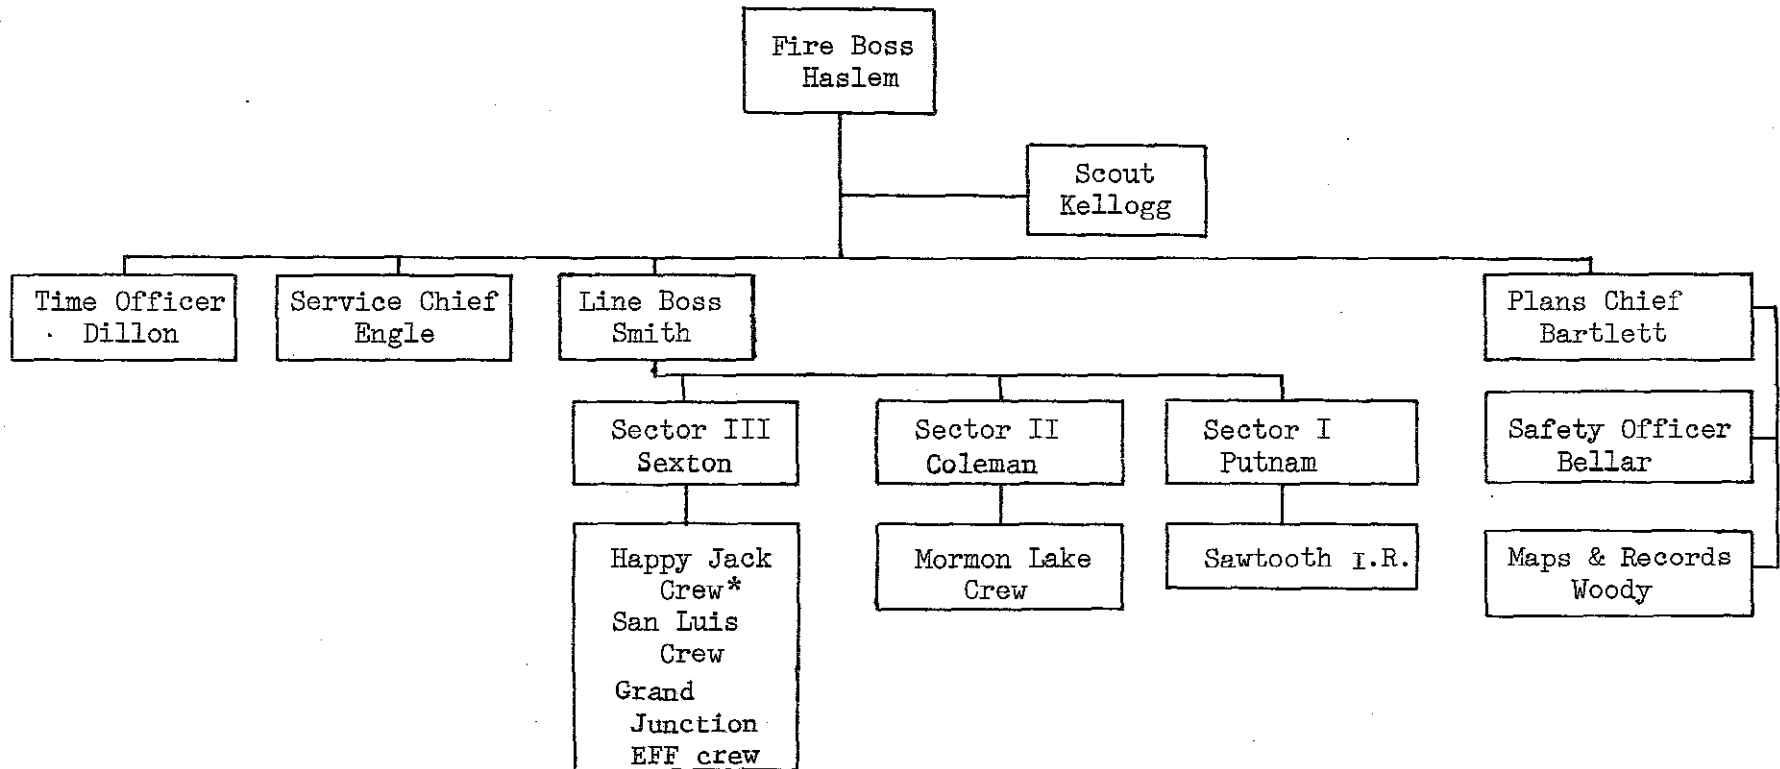 Fire Boss
Haslem
Scout
Kellogg
Time Officer
Dillon
Service Chief
Engle
Line Boss
Smith
Plans Chief
Bartlett
Sector III
Sexton
Sector II
Coleman
Sector I
Putnam
Safety Officer
Bellar
Happy Jack
Crew*
San Luis
Crew
Grand
Junction
EFF crew
Mormon Lake
Crew
Sawtooth I.R.
Maps & Records
Woody